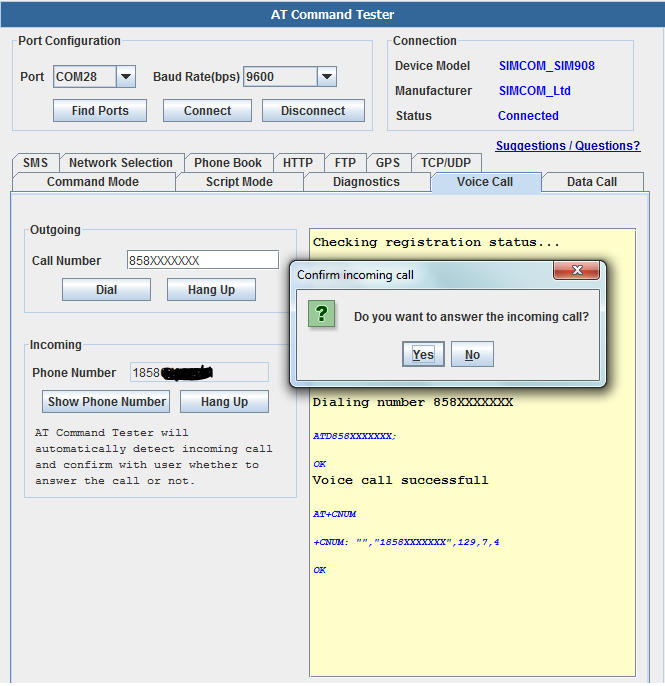 AT Command Tester
Port Configuration
Port COM28 Baud Rate(bps) 9600
Find Ports Connect Disconnect
Connection
Device Model SIMCOM_SIM908
Manufacturer SIMCOM_Ltd
Status Connected
Suggestions / Questions?
SMS Network Selection Phone Book HTTP FTP GPS TCP/UDP
Command Mode Script Mode Diagnostics Voice Call Data Call
Outgoing
Call Number 858XXXXXXX
Dial Hang Up
Incoming
Phone Number 1858
Show Phone Number Hang Up
AT Command Tester will
automatically detect incoming call
and confirm with user whether to
answer the call or not.
Checking registration status...
Confirm incoming call
X
?
Do you want to answer the incoming call?
Yes No
Dialing number 858XXXXXXX
ATD858XXXXXXX;
OK
Voice call successfull
AT+CNUM
+CNUM: "","1858XXXXXXX",129,7,4
OK